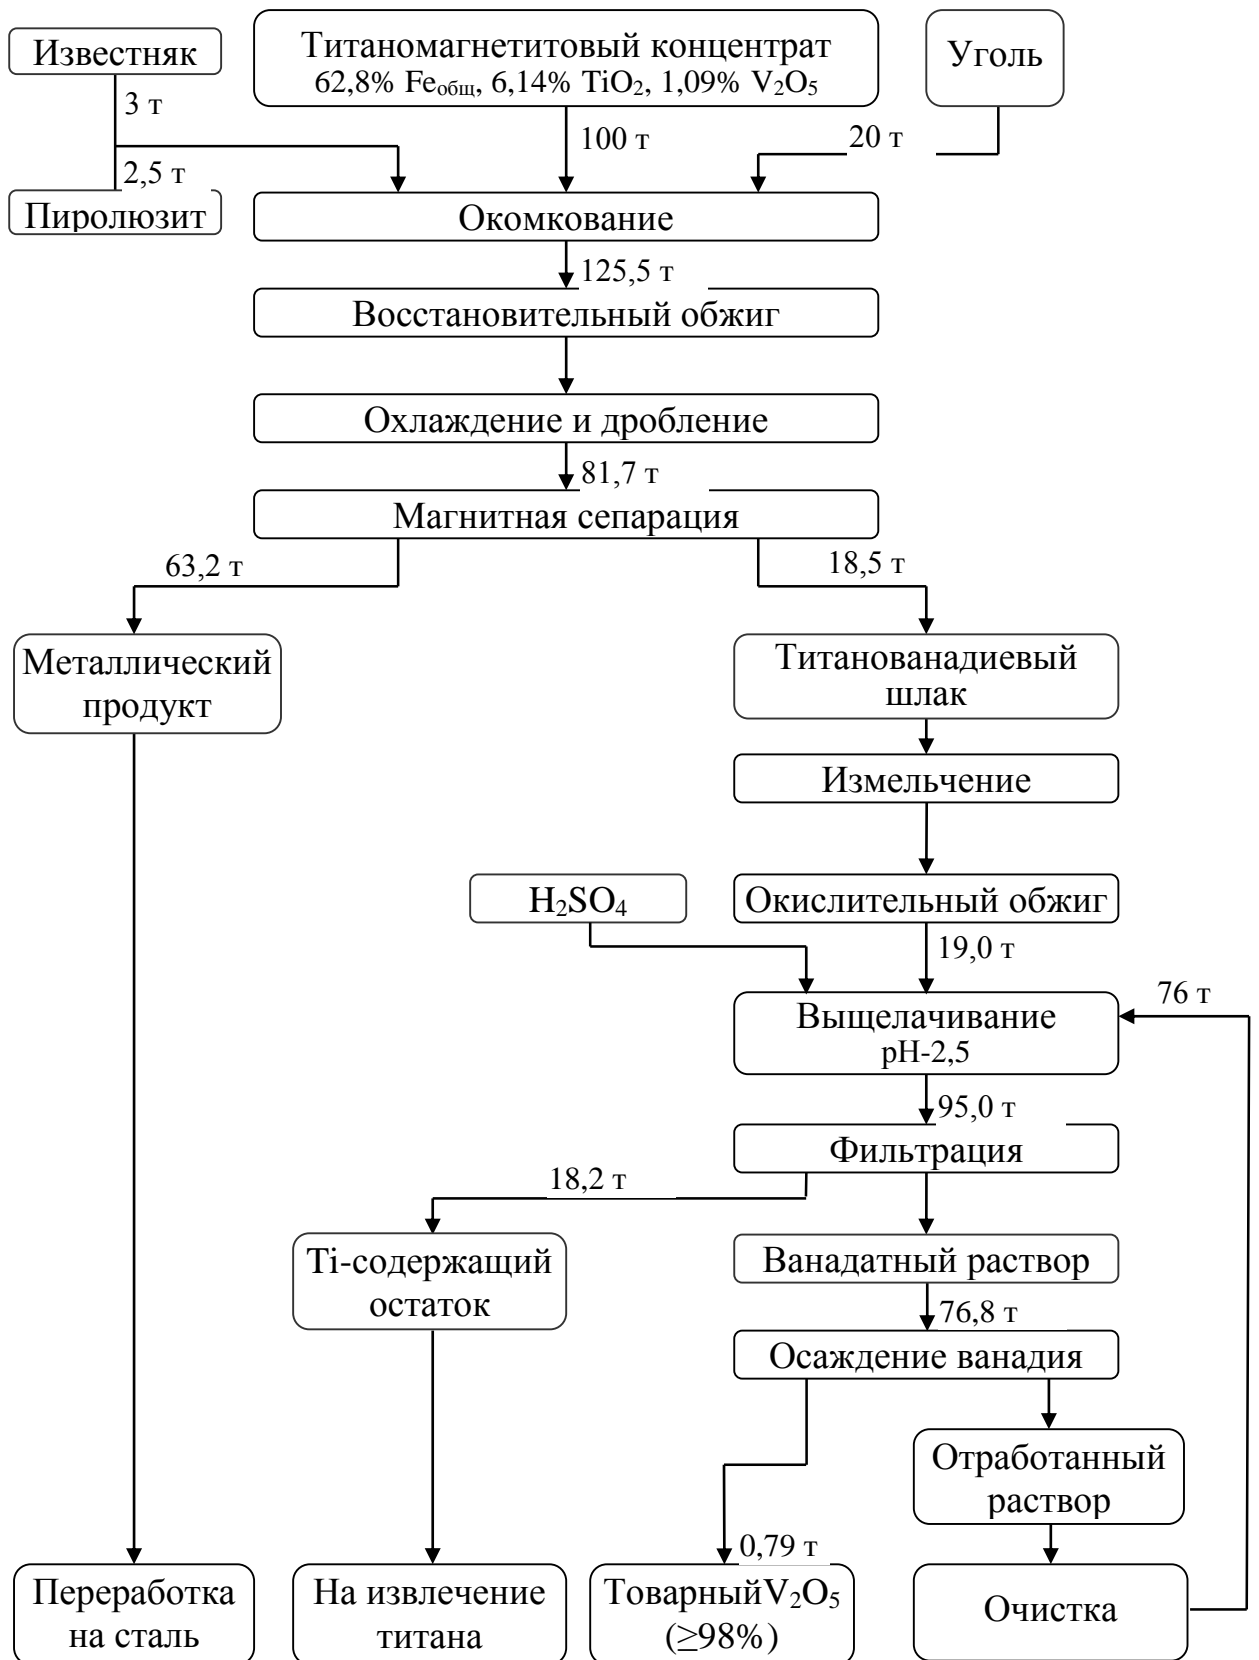 Известняк
Титаномагнетитовый концентрат
62,8% Feобщ, 6,14% TiO2, 1,09% V2O5
Уголь
3 т
100 т
20 т
2,5 т
Пиролюзит
Окомкование
125,5 т
Восстановительный обжиг
Охлаждение и дробление
81,7 т
Магнитная сепарация
63,2 т
18,5 т
Металлический
продукт
Титанованадиевый
шлак
Измельчение
H2SO4
Окислительный обжиг
19,0 т
76 т
Выщелачивание
pH-2,5
95,0 т
Фильтрация
18,2 т
Ti-содержащий
остаток
Ванадатный раствор
76,8 т
Осаждение ванадия
Отработанный
раствор
0,79 т
Переработка
на сталь
На извлечение
титана
ТоварныйV2O5
(≥98%)
Очистка